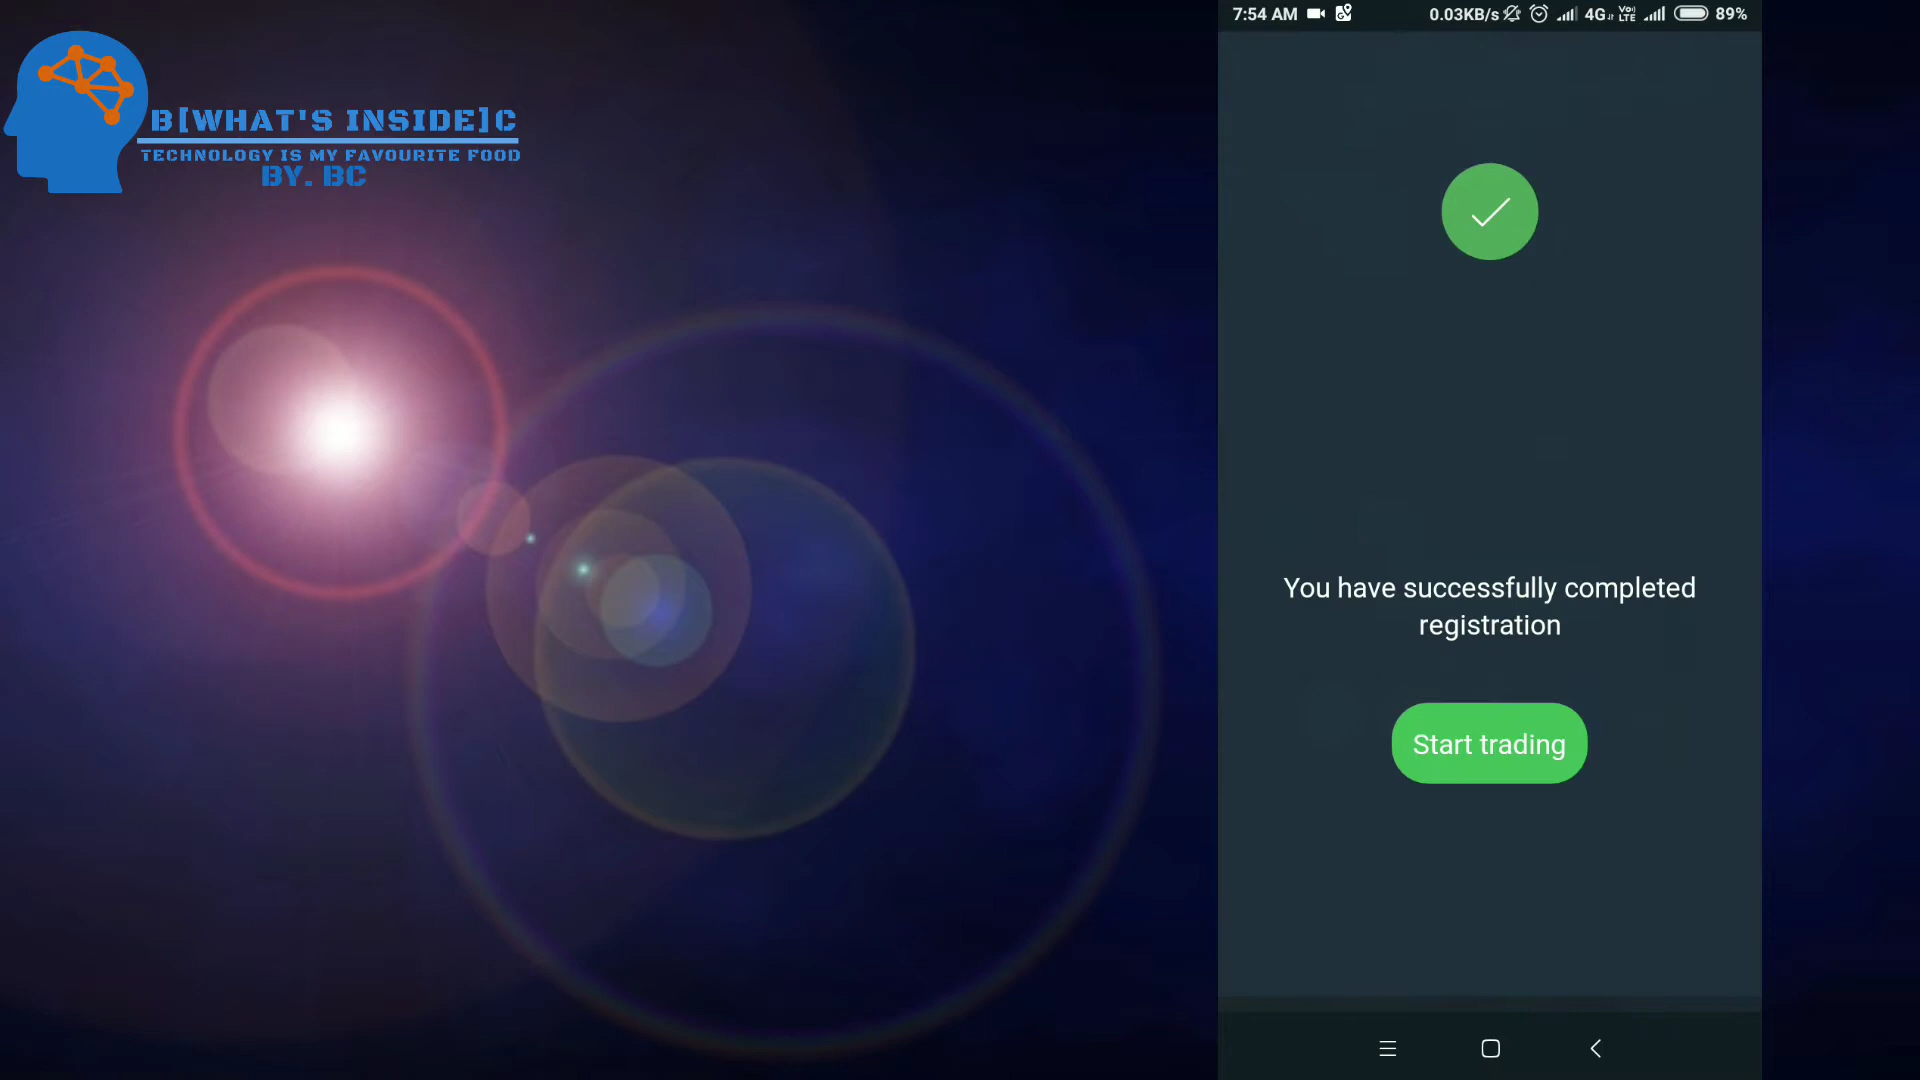 B[WHAT'S INSIDE]C
TECHNOLOGY IS MY FAVOURITE FOOD
BY. BC
7:54 AM 0.03KB/s 4G VoLTE 89%
You have successfully completed
registration
Start trading